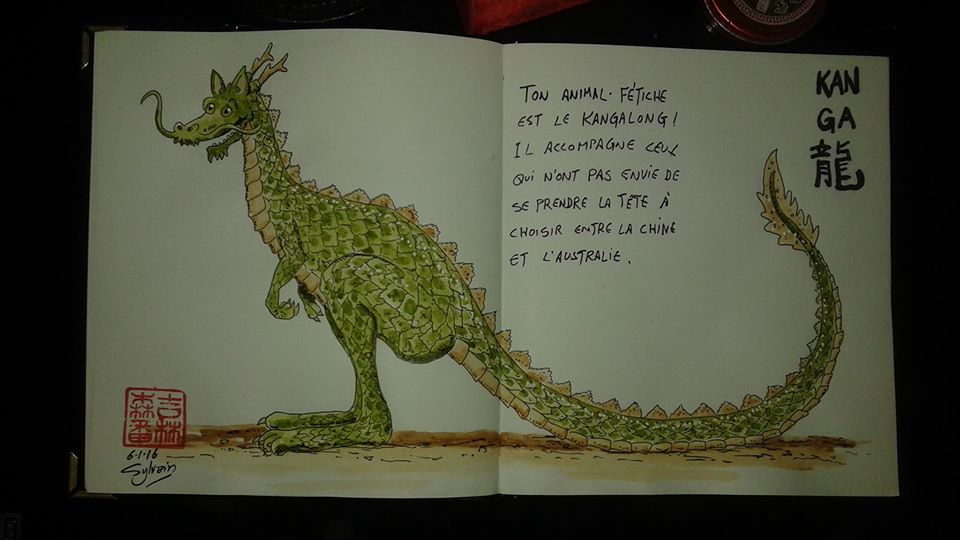 TON ANIMAL-FÉTICHE
EST LE KANGALONG!
IL ACCOMPAGNE CEUX
QUI N'ONT PAS ENVIE DE
SE PRENDRE LA TÊTE À
CHOISIR ENTRE LA CHINE
ET L'AUSTRALIE.
KAN
GA
龍
6.1.16
Sylvain